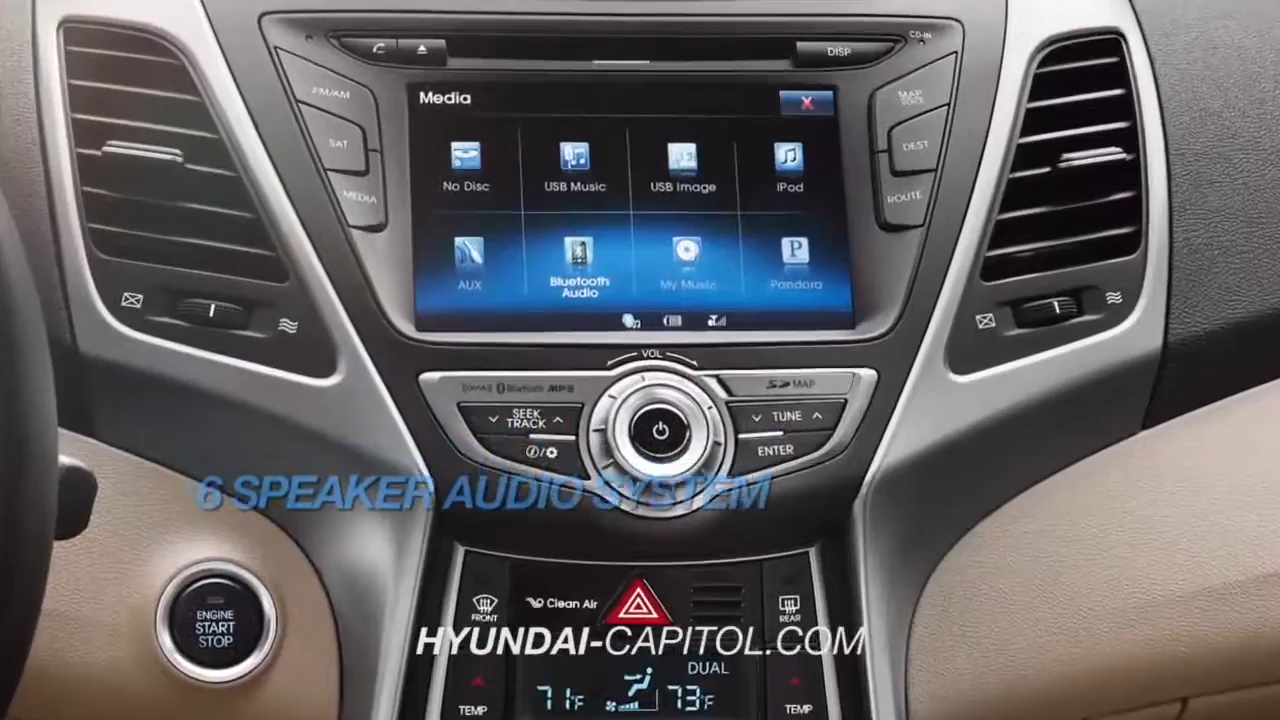 CD-IN
DISP
FM/AM
SAT
MEDIA
Media
X
No Disc
USB Music
USB Image
iPod
AUX
Bluetooth
Audio
My Music
Pandora
MAP
VOICE
DEST
ROUTE
VOL
Bluetooth MP3
SD MAP
SEEK
TRACK
TUNE
ENTER
6 SPEAKER AUDIO SYSTEM
ENGINE
START
STOP
FRONT
Clean Air
REAR
HYUNDAI-CAPITOL.COM
DUAL
71°F
73°F
TEMP
TEMP